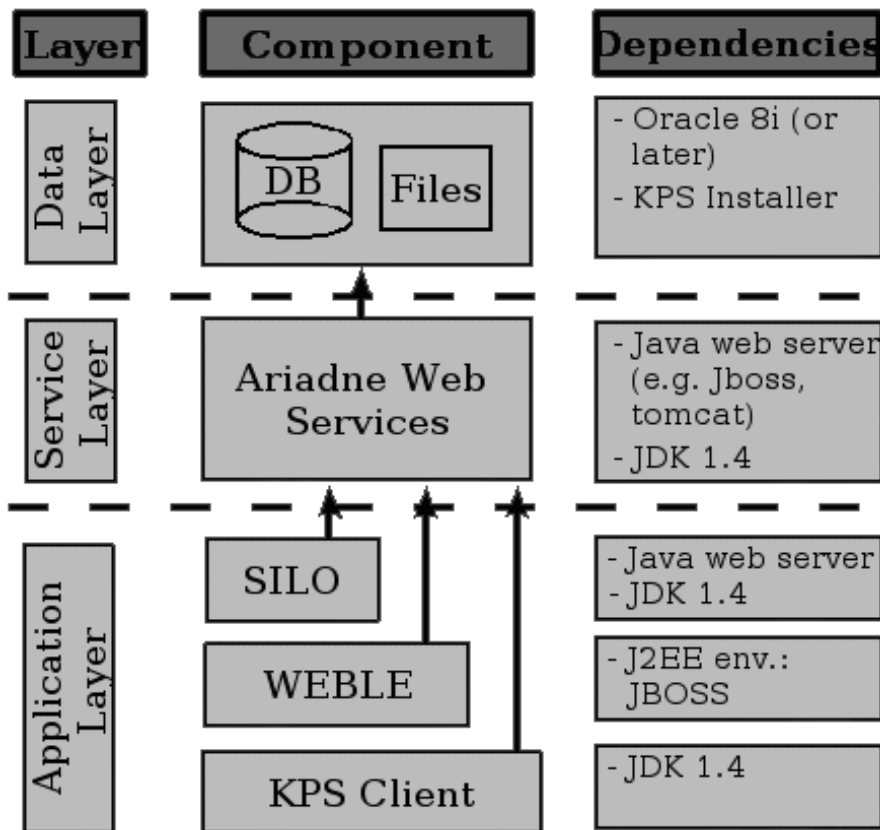 Layer
Component
Dependencies
Data
Layer
DB
Files
- Oracle 8i (or
later)
- KPS Installer
Service
Layer
Ariadne Web
Services
- Java web server
(e.g. Jboss,
tomcat)
- JDK 1.4
Application
Layer
SILO
- Java web server
- JDK 1.4
WEBLE
- J2EE env.:
JBOSS
KPS Client
- JDK 1.4